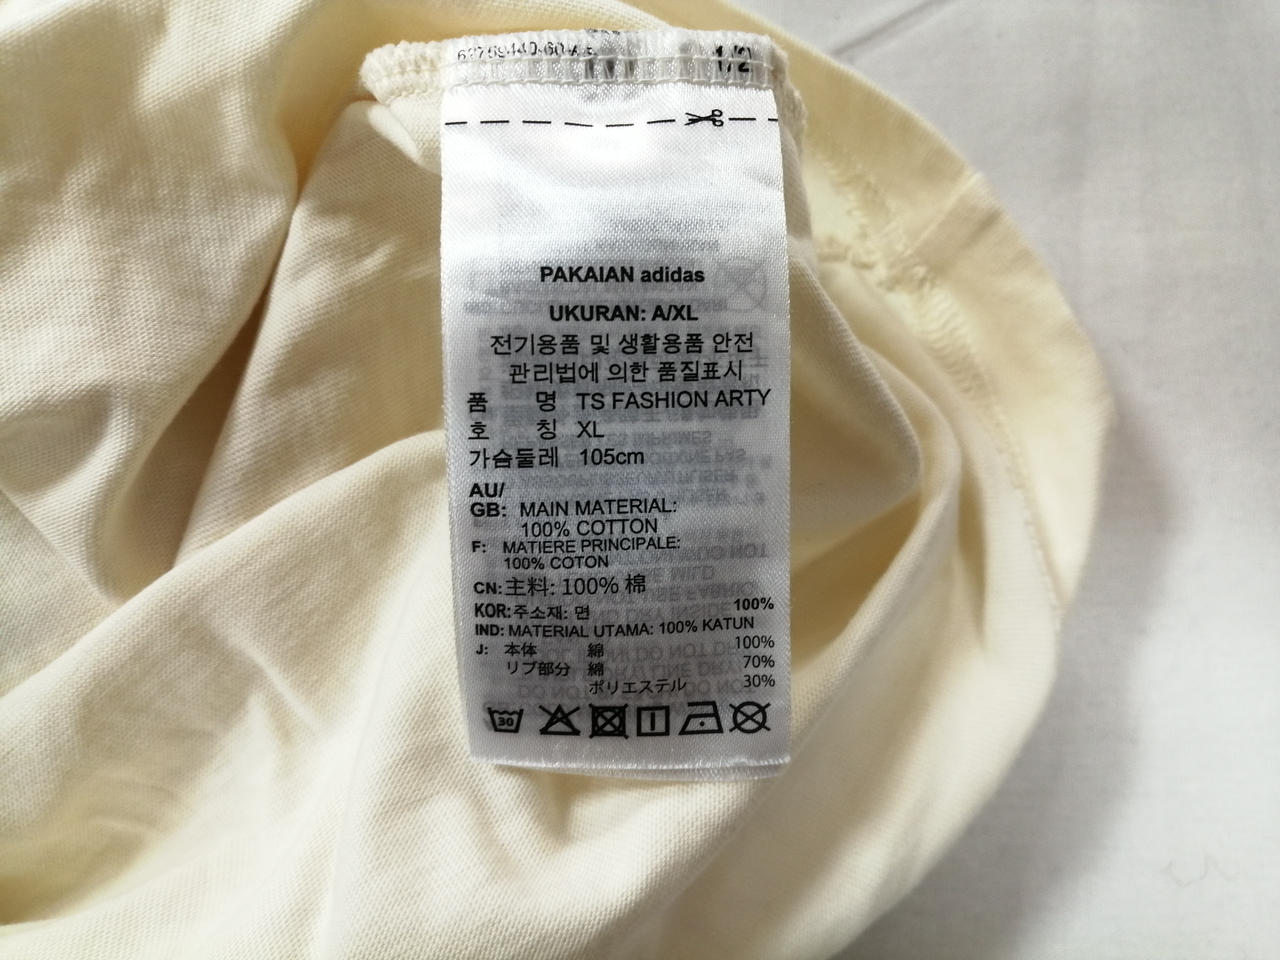 1/2
PAKAIAN adidas
UKURAN: A/XL
전기용품 및 생활용품 안전
관리법에 의한 품질표시
품 명 TS FASHION ARTY
호 칭 XL
가슴둘레 105cm
AU/
GB: MAIN MATERIAL:
100% COTTON
F: MATIERE PRINCIPALE:
100% COTON
CN: 主料: 100% 棉
KOR: 주소재: 면 100%
IND: MATERIAL UTAMA: 100% KATUN
J: 本体 綿 100%
リブ部分 綿 70%
ポリエステル 30%
30